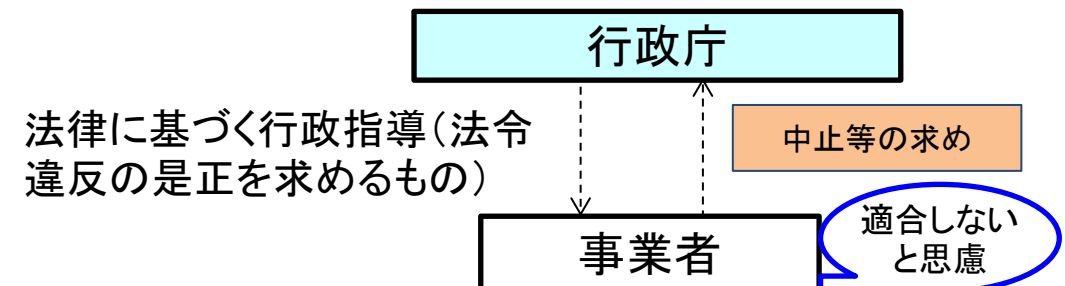 行政庁
法律に基づく行政指導(法令
違反の是正を求めるもの)
中止等の求め
事業者
適合しない
と思慮